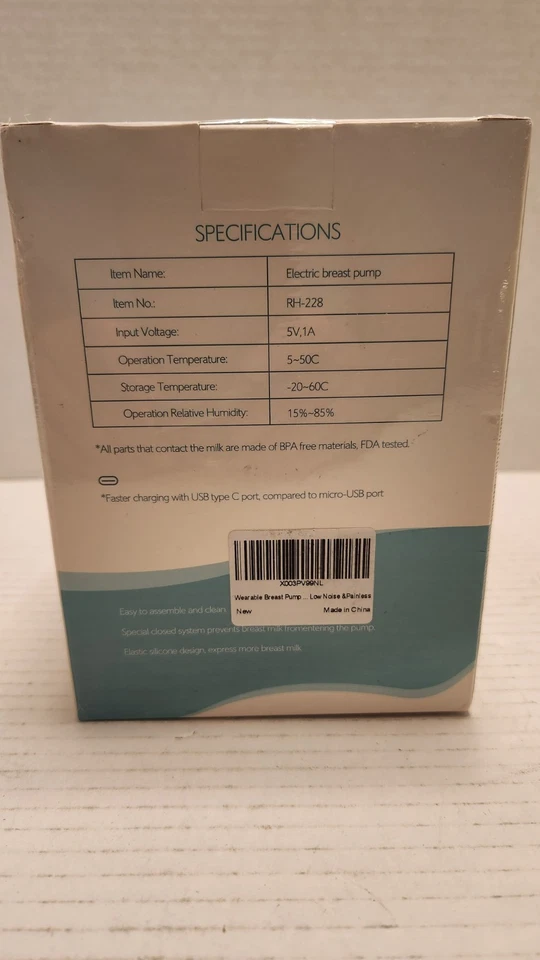 SPECIFICATIONS
Item Name: Electric breast pump
Item No.: RH-228
Input Voltage: 5V,1A
Operation Temperature: 5~50C
Storage Temperature: -20~60C
Operation Relative Humidity: 15%~85%
*All parts that contact the milk are made of BPA free materials, FDA tested.
*Faster charging with USB type C port, compared to micro-USB port
X003PV99NL
Wearable Breast Pump... Low Noise &Painless
New Made in China
Easy to assemble and clean
Special closed system prevents breast milk fromentering the pump
Elastic silicone design, express more breast milk